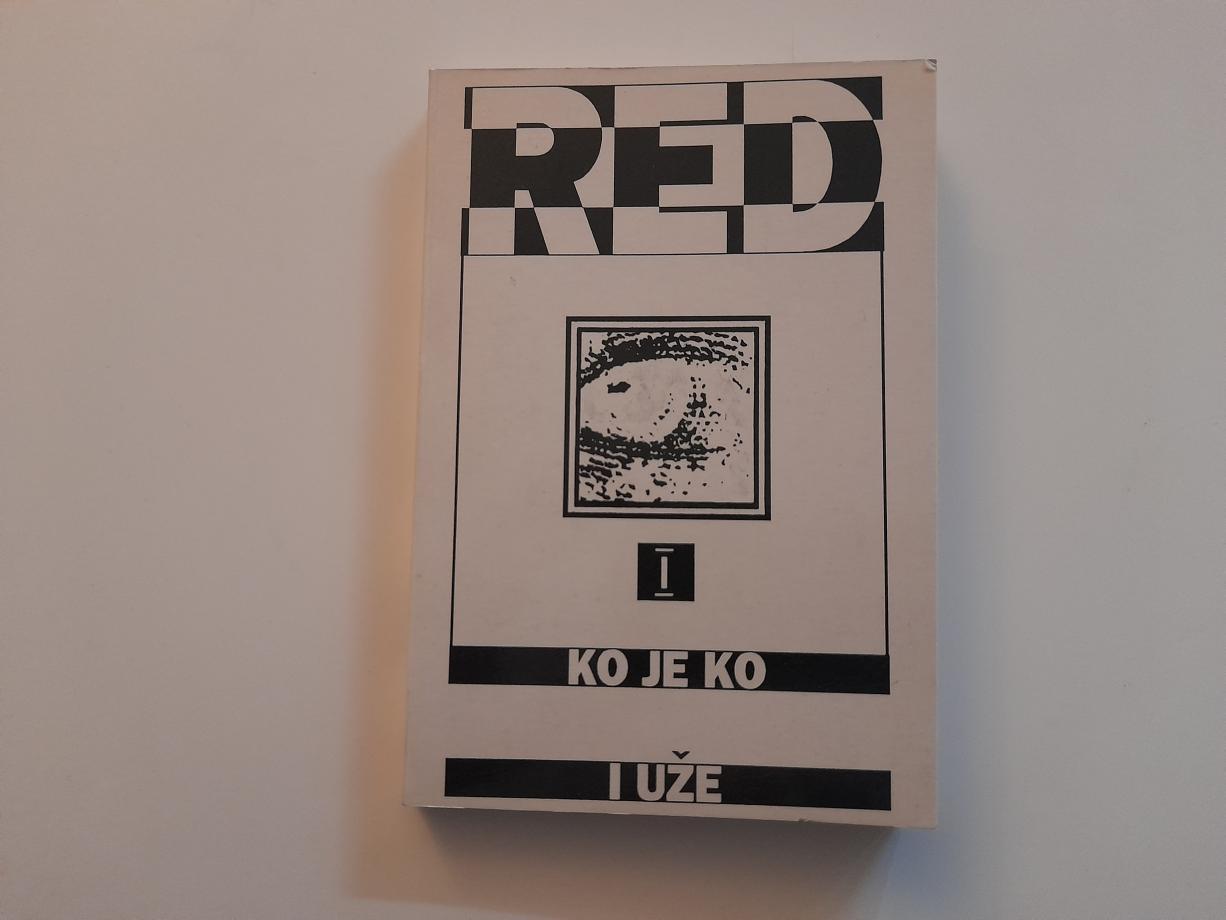 RED
I
KO JE KO
I UŽE